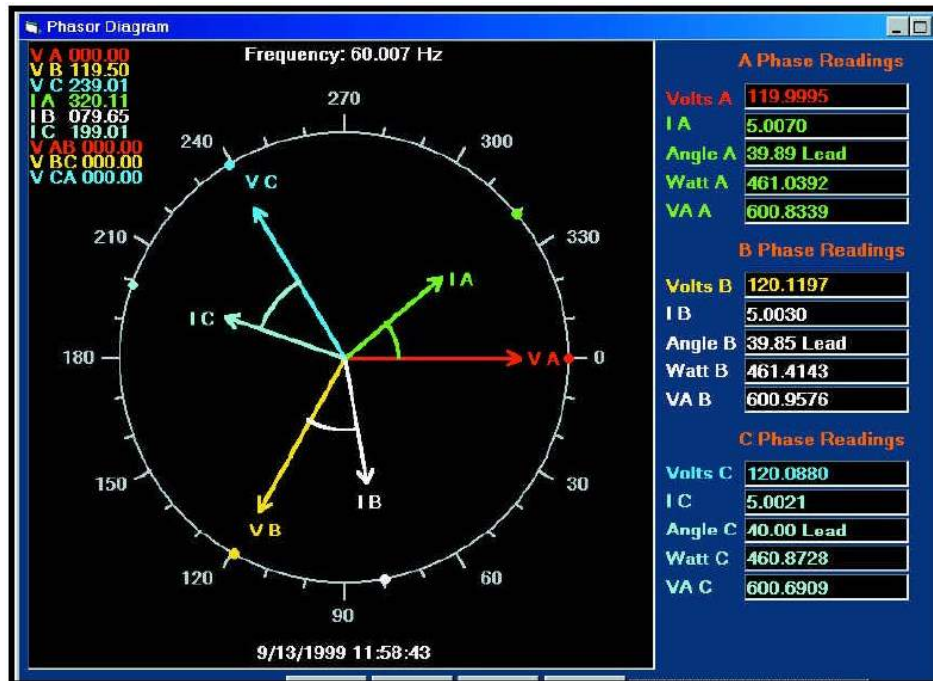 Phasor Diagram
V A 000.00
V B 119.50
V C 239.01
I A 320.11
I B 079.65
I C 199.01
V AB 000.00
V BC 000.00
V CA 000.00
Frequency: 60.007 Hz
270
240
300
V C
210
330
I A
I C
180
V A
0
150
30
I B
V B
120
60
90
9/13/1999 11:58:43
A Phase Readings
Volts A 119.9995
I A 5.0070
Angle A 39.89 Lead
Watt A 461.0392
VA A 600.8339
B Phase Readings
Volts B 120.1197
I B 5.0030
Angle B 39.85 Lead
Watt B 461.4143
VA B 600.9576
C Phase Readings
Volts C 120.0880
I C 5.0021
Angle C 40.00 Lead
Watt C 460.8728
VA C 600.6909